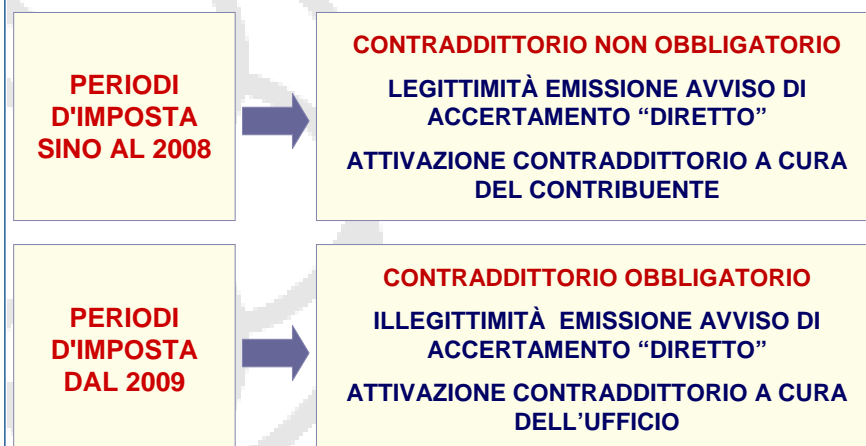 PERIODI
D'IMPOSTA
SINO AL 2008
CONTRADDITTORIO NON OBBLIGATORIO
LEGITTIMITÀ EMISSIONE AVVISO DI
ACCERTAMENTO “DIRETTO”
ATTIVAZIONE CONTRADDITTORIO A CURA
DEL CONTRIBUENTE
PERIODI
D'IMPOSTA
DAL 2009
CONTRADDITTORIO OBBLIGATORIO
ILLEGITTIMITÀ EMISSIONE AVVISO DI
ACCERTAMENTO “DIRETTO”
ATTIVAZIONE CONTRADDITTORIO A CURA
DELL’UFFICIO